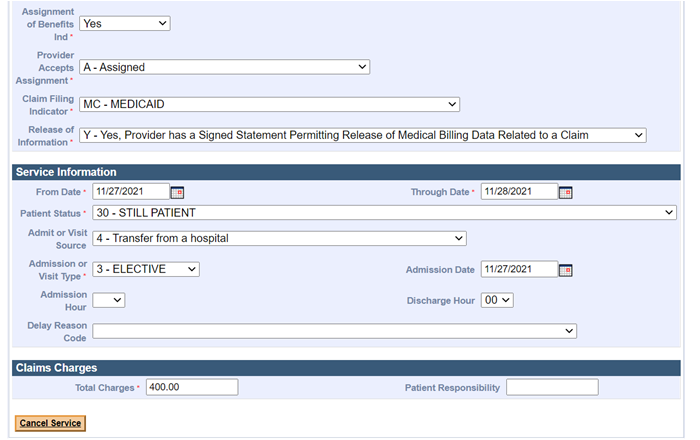 Assignment
of Benefits
Ind * Yes
Provider
Accepts
Assignment * A - Assigned
Claim Filing
Indicator * MC - MEDICAID
Release of
Information * Y - Yes, Provider has a Signed Statement Permitting Release of Medical Billing Data Related to a Claim
Service Information
From Date * 11/27/2021 Through Date * 11/28/2021
Patient Status * 30 - STILL PATIENT
Admit or Visit
Source 4 - Transfer from a hospital
Admission or
Visit Type * 3 - ELECTIVE Admission Date 11/27/2021
Admission
Hour Discharge Hour 00
Delay Reason
Code
Claims Charges
Total Charges * 400.00 Patient Responsibility
Cancel Service